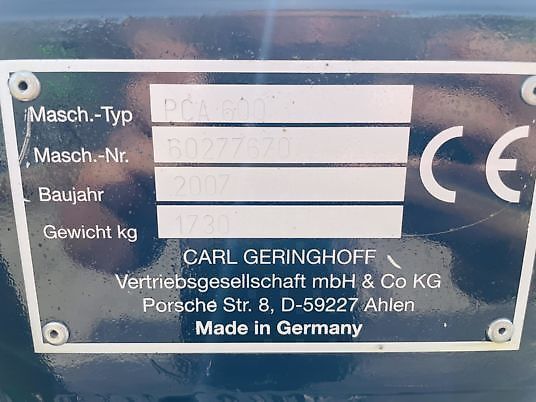 Masch.-Typ PCA 600
Masch.-Nr. 60277670
Baujahr 2007
Gewicht kg 1730
CE
CARL GERINGHOFF
Vertriebsgesellschaft mbH & Co KG
Porsche Str. 8, D-59227 Ahlen
Made in Germany